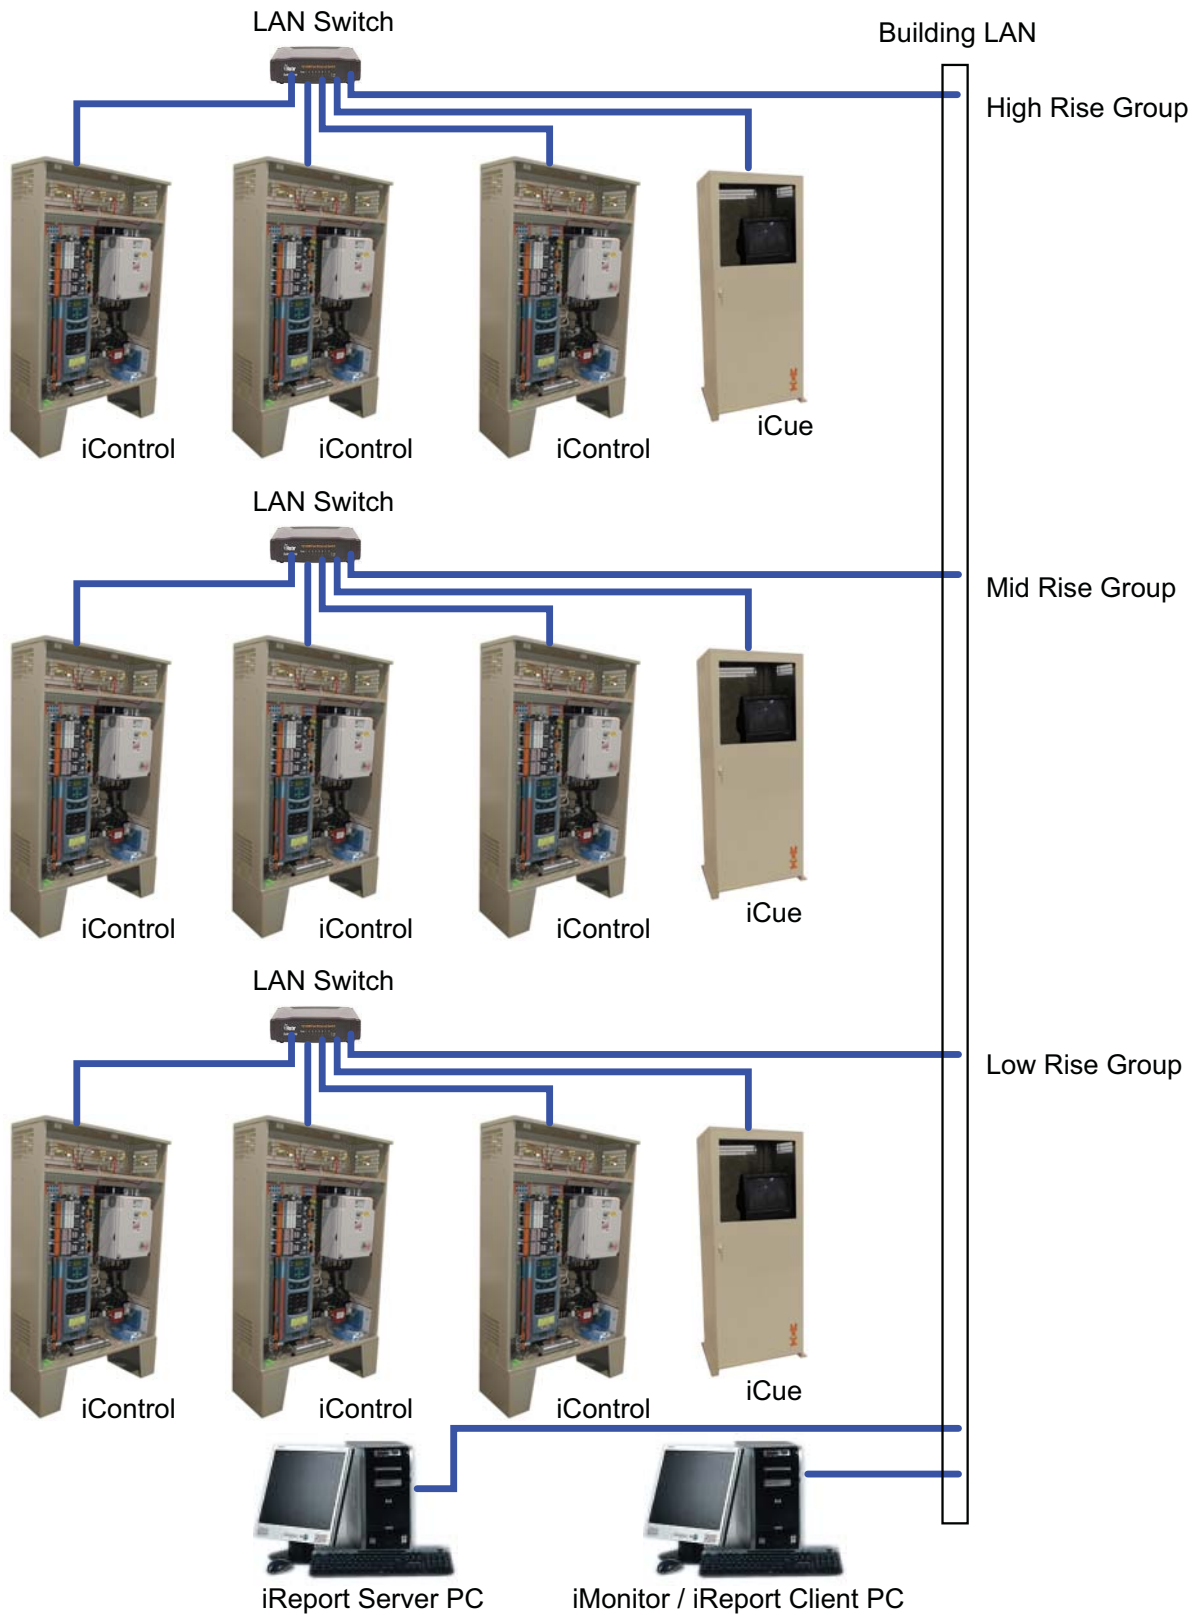 LAN Switch
Building LAN
High Rise Group
iControl
iControl
iControl
iCue
LAN Switch
Mid Rise Group
iControl
iControl
iControl
iCue
LAN Switch
Low Rise Group
iControl
iControl
iControl
iCue
iReport Server PC
iMonitor / iReport Client PC